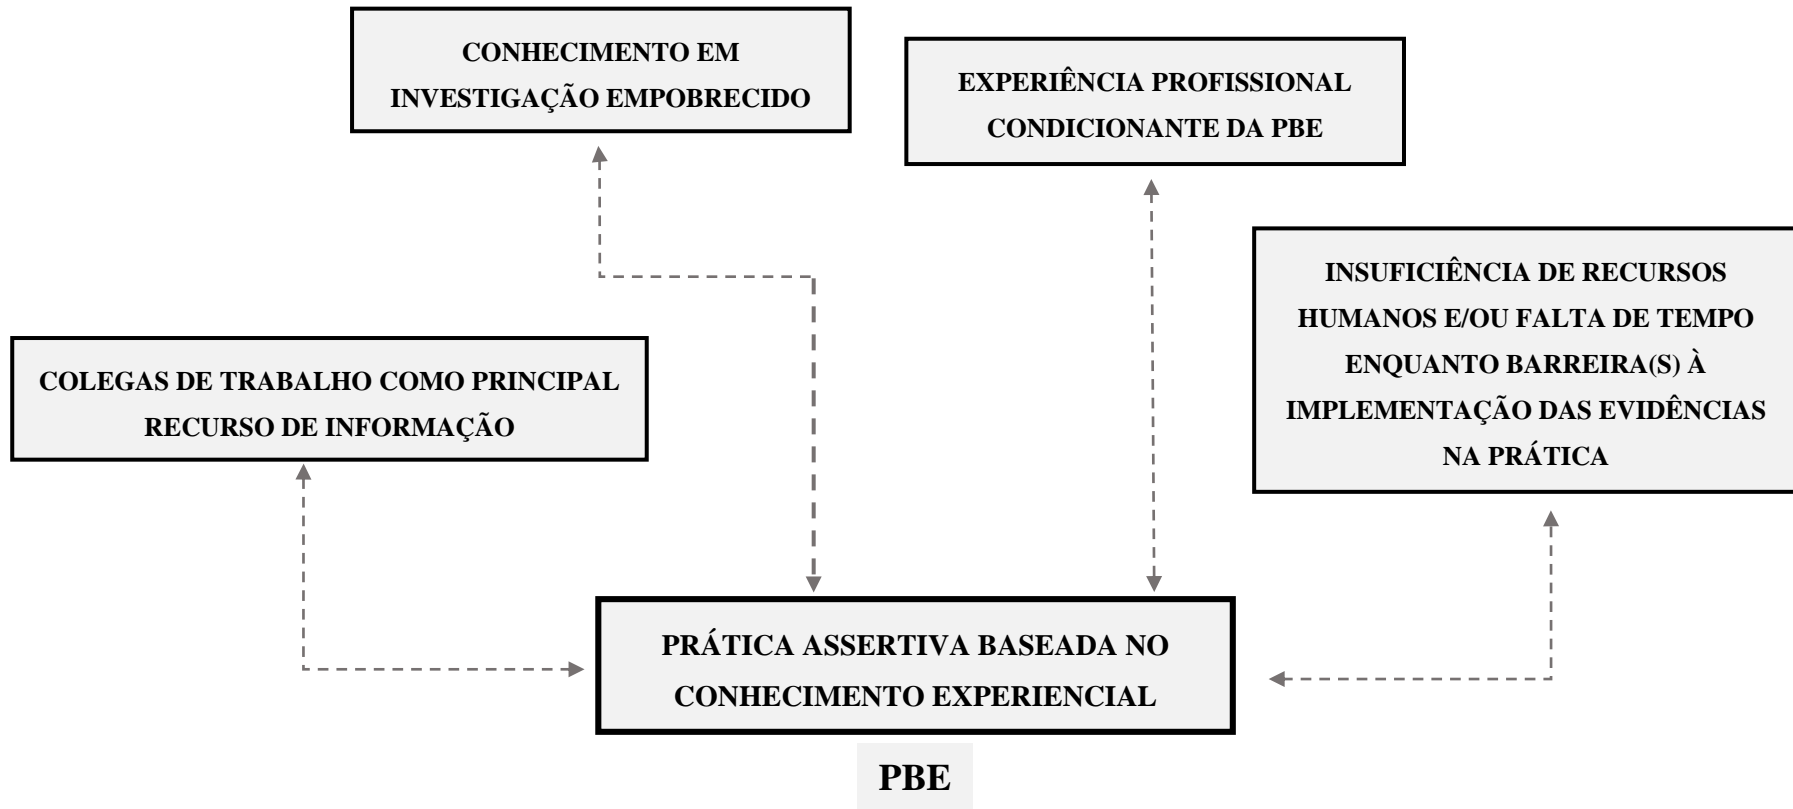 CONHECIMENTO EM
INVESTIGAÇÃO EMPOBRECIDO
EXPERIÊNCIA PROFISSIONAL
CONDICIONANTE DA PBE
INSUFICIÊNCIA DE RECURSOS
HUMANOS E/OU FALTA DE TEMPO
ENQUANTO BARREIRA(S) À
IMPLEMENTAÇÃO DAS EVIDÊNCIAS
NA PRÁTICA
COLEGAS DE TRABALHO COMO PRINCIPAL
RECURSO DE INFORMAÇÃO
PRÁTICA ASSERTIVA BASEADA NO
CONHECIMENTO EXPERIENCIAL
PBE